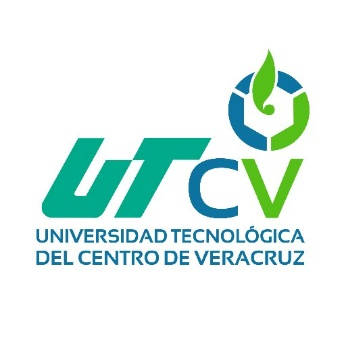 UTCV
UNIVERSIDAD TECNOLÓGICA
DEL CENTRO DE VERACRUZ